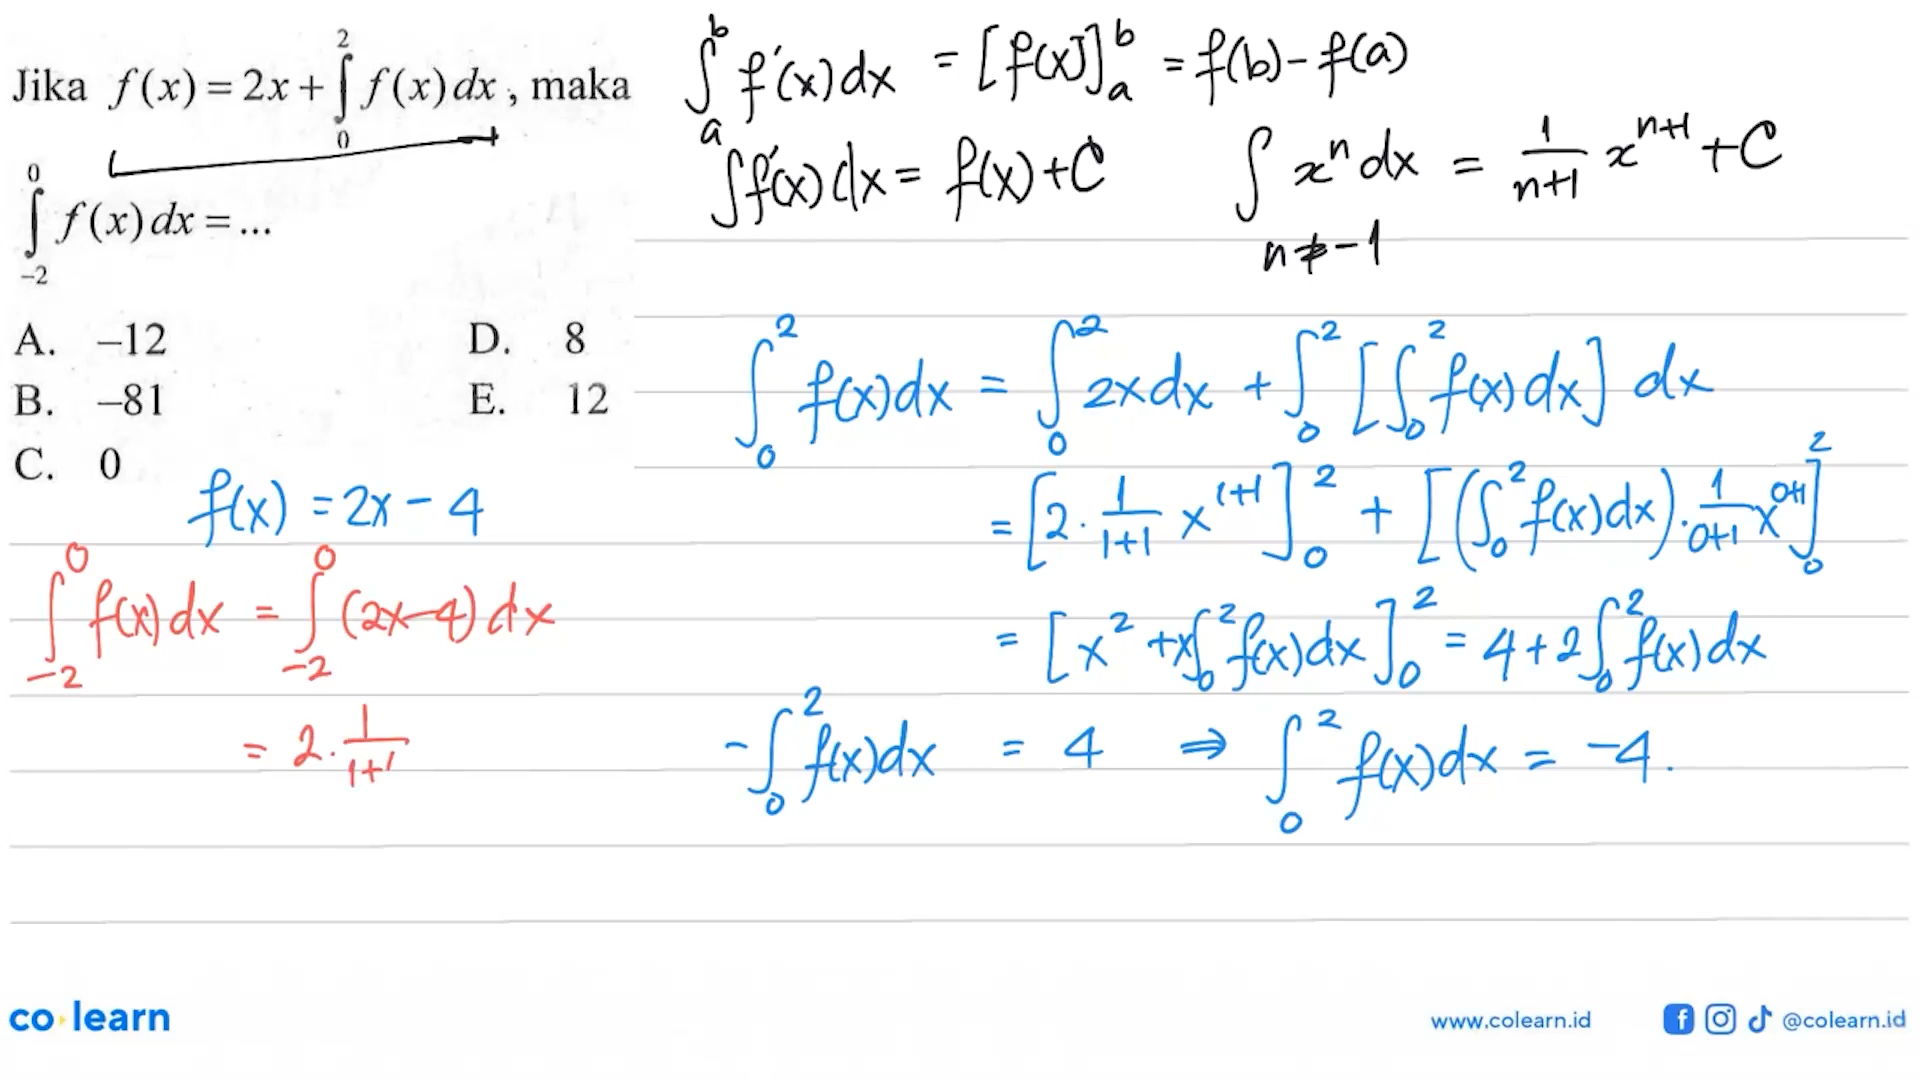 Jika f(x) = 2x + ∫₀² f(x) dx, maka
∫₋₂⁰ f(x) dx = ...
A. –12
B. –81
C. 0
D. 8
E. 12
∫ₐᵇ f'(x) dx = [f(x)]ₐᵇ = f(b) - f(a)
∫f'(x) dx = f(x) + C
∫ xⁿ dx = 1/(n+1) xⁿ⁺¹ + C
n ≠ -1
∫₀² f(x) dx = ∫₀² 2x dx + ∫₀² [∫₀² f(x) dx] dx
= [2 · 1/(1+1) x¹⁺¹]₀² + [(∫₀² f(x) dx) · 1/(0+1) x⁰⁺¹]₀²
= [x² + x∫₀² f(x) dx]₀² = 4 + 2∫₀² f(x) dx
-∫₀² f(x) dx = 4 ⇒ ∫₀² f(x) dx = -4.
f(x) = 2x - 4
∫₋₂⁰ f(x) dx = ∫₋₂⁰ (2x-4) dx
= 2 · 1/(1+1)
co learn
www.colearn.id
@colearn.id